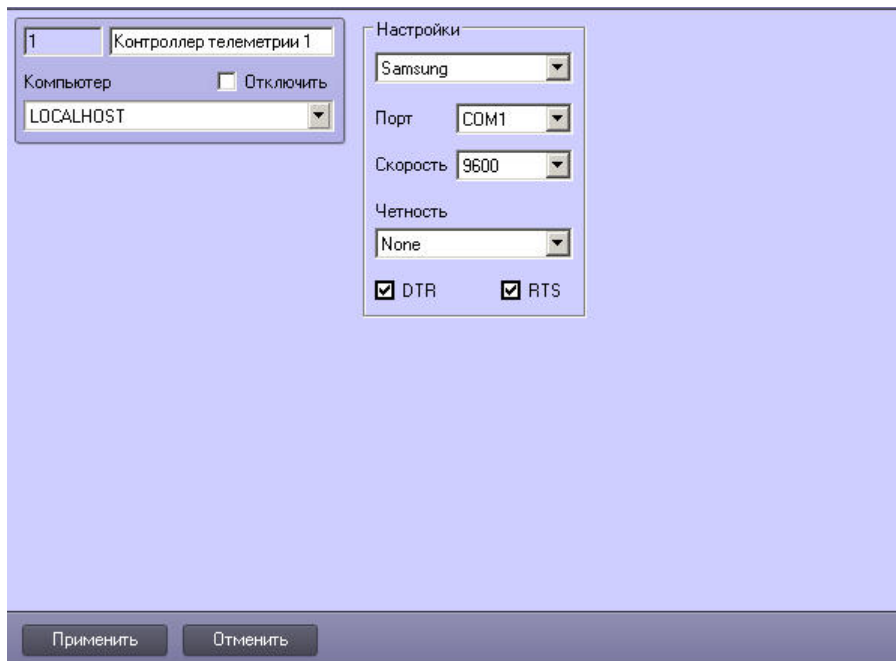 1 Контроллер телеметрии 1
Компьютер Отключить
LOCALHOST
Настройки
Samsung
Порт COM1
Скорость 9600
Четность
None
DTR RTS
Применить Отменить